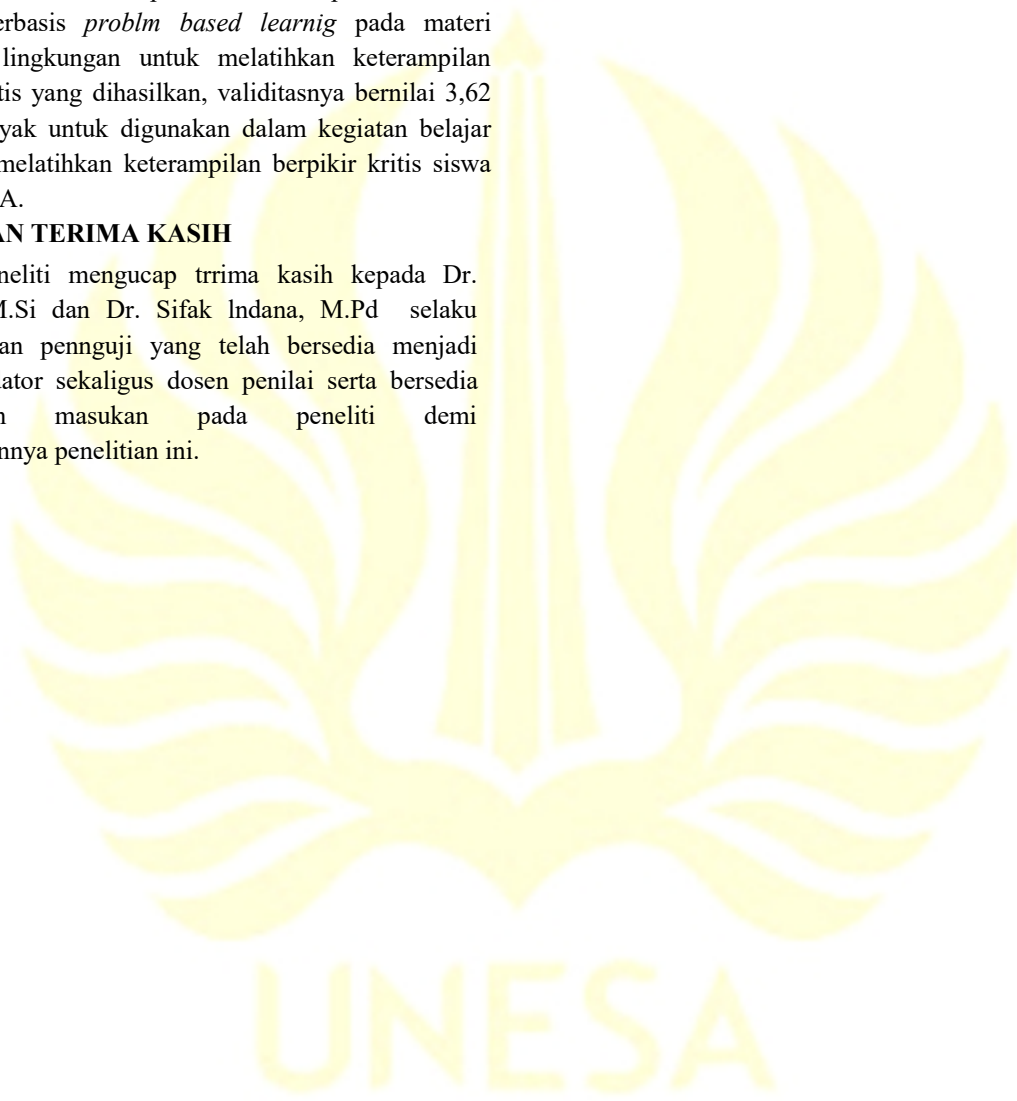 erbasis problm based learnig pada materi
lingkungan untuk melatihkan keterampilan
tis yang dihasilkan, validitasnya bernilai 3,62
yak untuk digunakan dalam kegiatan belajar
melatihkan keterampilan berpikir kritis siswa
A.
AN TERIMA KASIH
neliti mengucap trrima kasih kepada Dr.
M.Si dan Dr. Sifak lndana, M.Pd selaku
an pennguji yang telah bersedia menjadi
ator sekaligus dosen penilai serta bersedia
n masukan pada peneliti demi
nnya penelitian ini.
UNESA